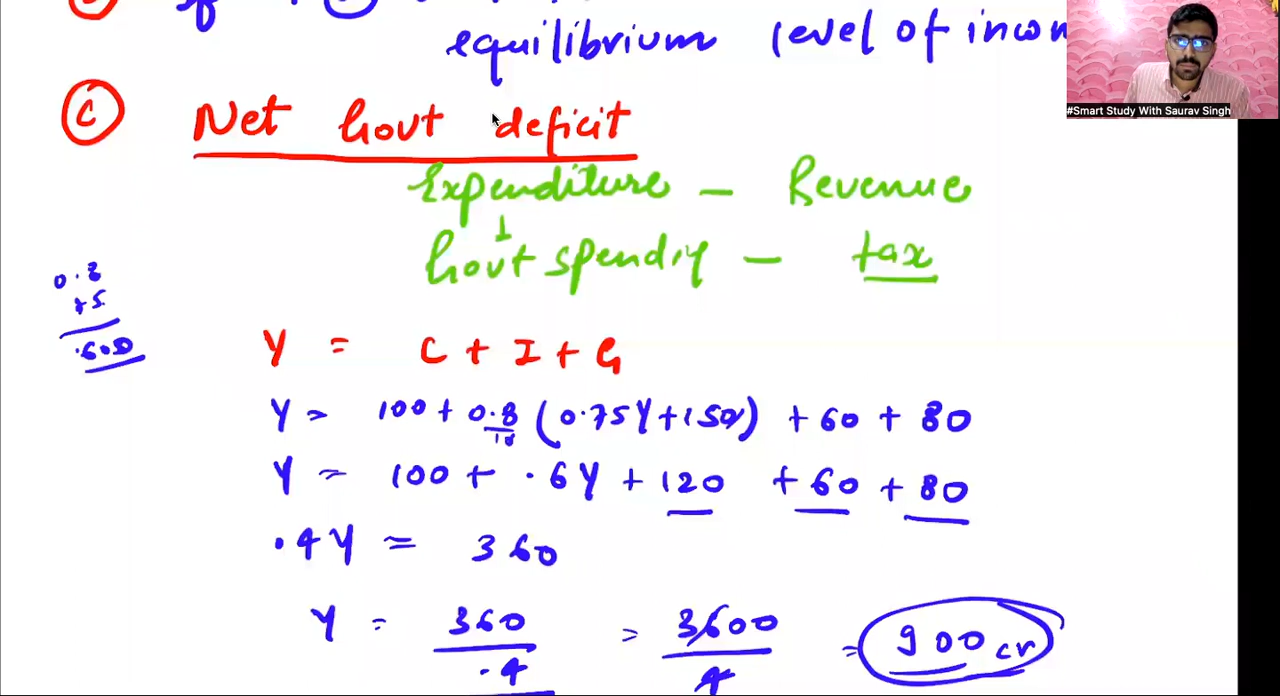 equilibrium level of incom
#Smart Study With Saurav Singh
C Net Govt deficit
Expenditure - Revenue
Govt spendig - tax
0.8
75
.600
Y = C + I + G
Y = 100 + 0.8 (0.75Y + 150) + 60 + 80
10
Y = 100 + .6Y + 120 + 60 + 80
.4Y = 360
Y = 360 / .4 = 3600 / 4 = 900 cr